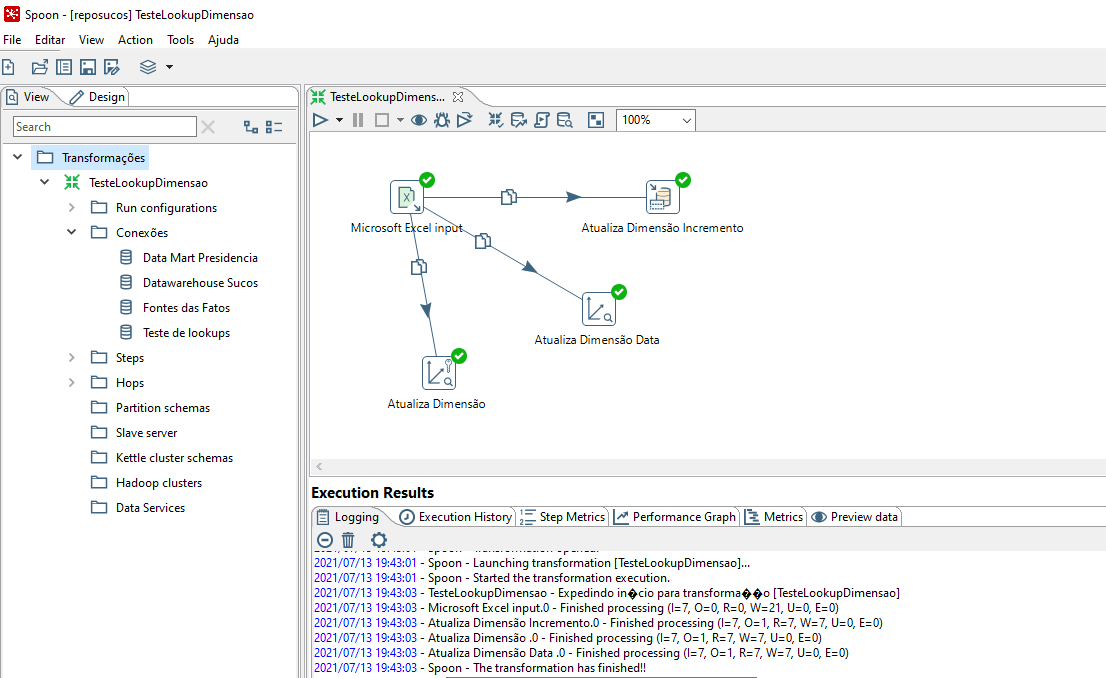 Spoon - [reposucos] TesteLookupDimensao
File Editar View Action Tools Ajuda
View Design
Search
Transformações
TesteLookupDimensao
Run configurations
Conexões
Data Mart Presidencia
Datawarehouse Sucos
Fontes das Fatos
Teste de lookups
Steps
Hops
Partition schemas
Slave server
Kettle cluster schemas
Hadoop clusters
Data Services
TesteLookupDimens...
100%
Microsoft Excel input
Atualiza Dimensão Incremento
Atualiza Dimensão Data
Atualiza Dimensão
Execution Results
Logging Execution History Step Metrics Performance Graph Metrics Preview data
2021/07/13 19:43:01 - Spoon - Transformation opened.
2021/07/13 19:43:01 - Spoon - Launching transformation [TesteLookupDimensao]...
2021/07/13 19:43:01 - Spoon - Started the transformation execution.
2021/07/13 19:43:03 - TesteLookupDimensao - Expedindo in�cio para transforma��o [TesteLookupDimensao]
2021/07/13 19:43:03 - Microsoft Excel input.0 - Finished processing (I=7, O=0, R=0, W=21, U=0, E=0)
2021/07/13 19:43:03 - Atualiza Dimensão Incremento.0 - Finished processing (I=7, O=1, R=7, W=7, U=0, E=0)
2021/07/13 19:43:03 - Atualiza Dimensão .0 - Finished processing (I=7, O=1, R=7, W=7, U=0, E=0)
2021/07/13 19:43:03 - Atualiza Dimensão Data .0 - Finished processing (I=7, O=1, R=7, W=7, U=0, E=0)
2021/07/13 19:43:03 - Spoon - The transformation has finished!!